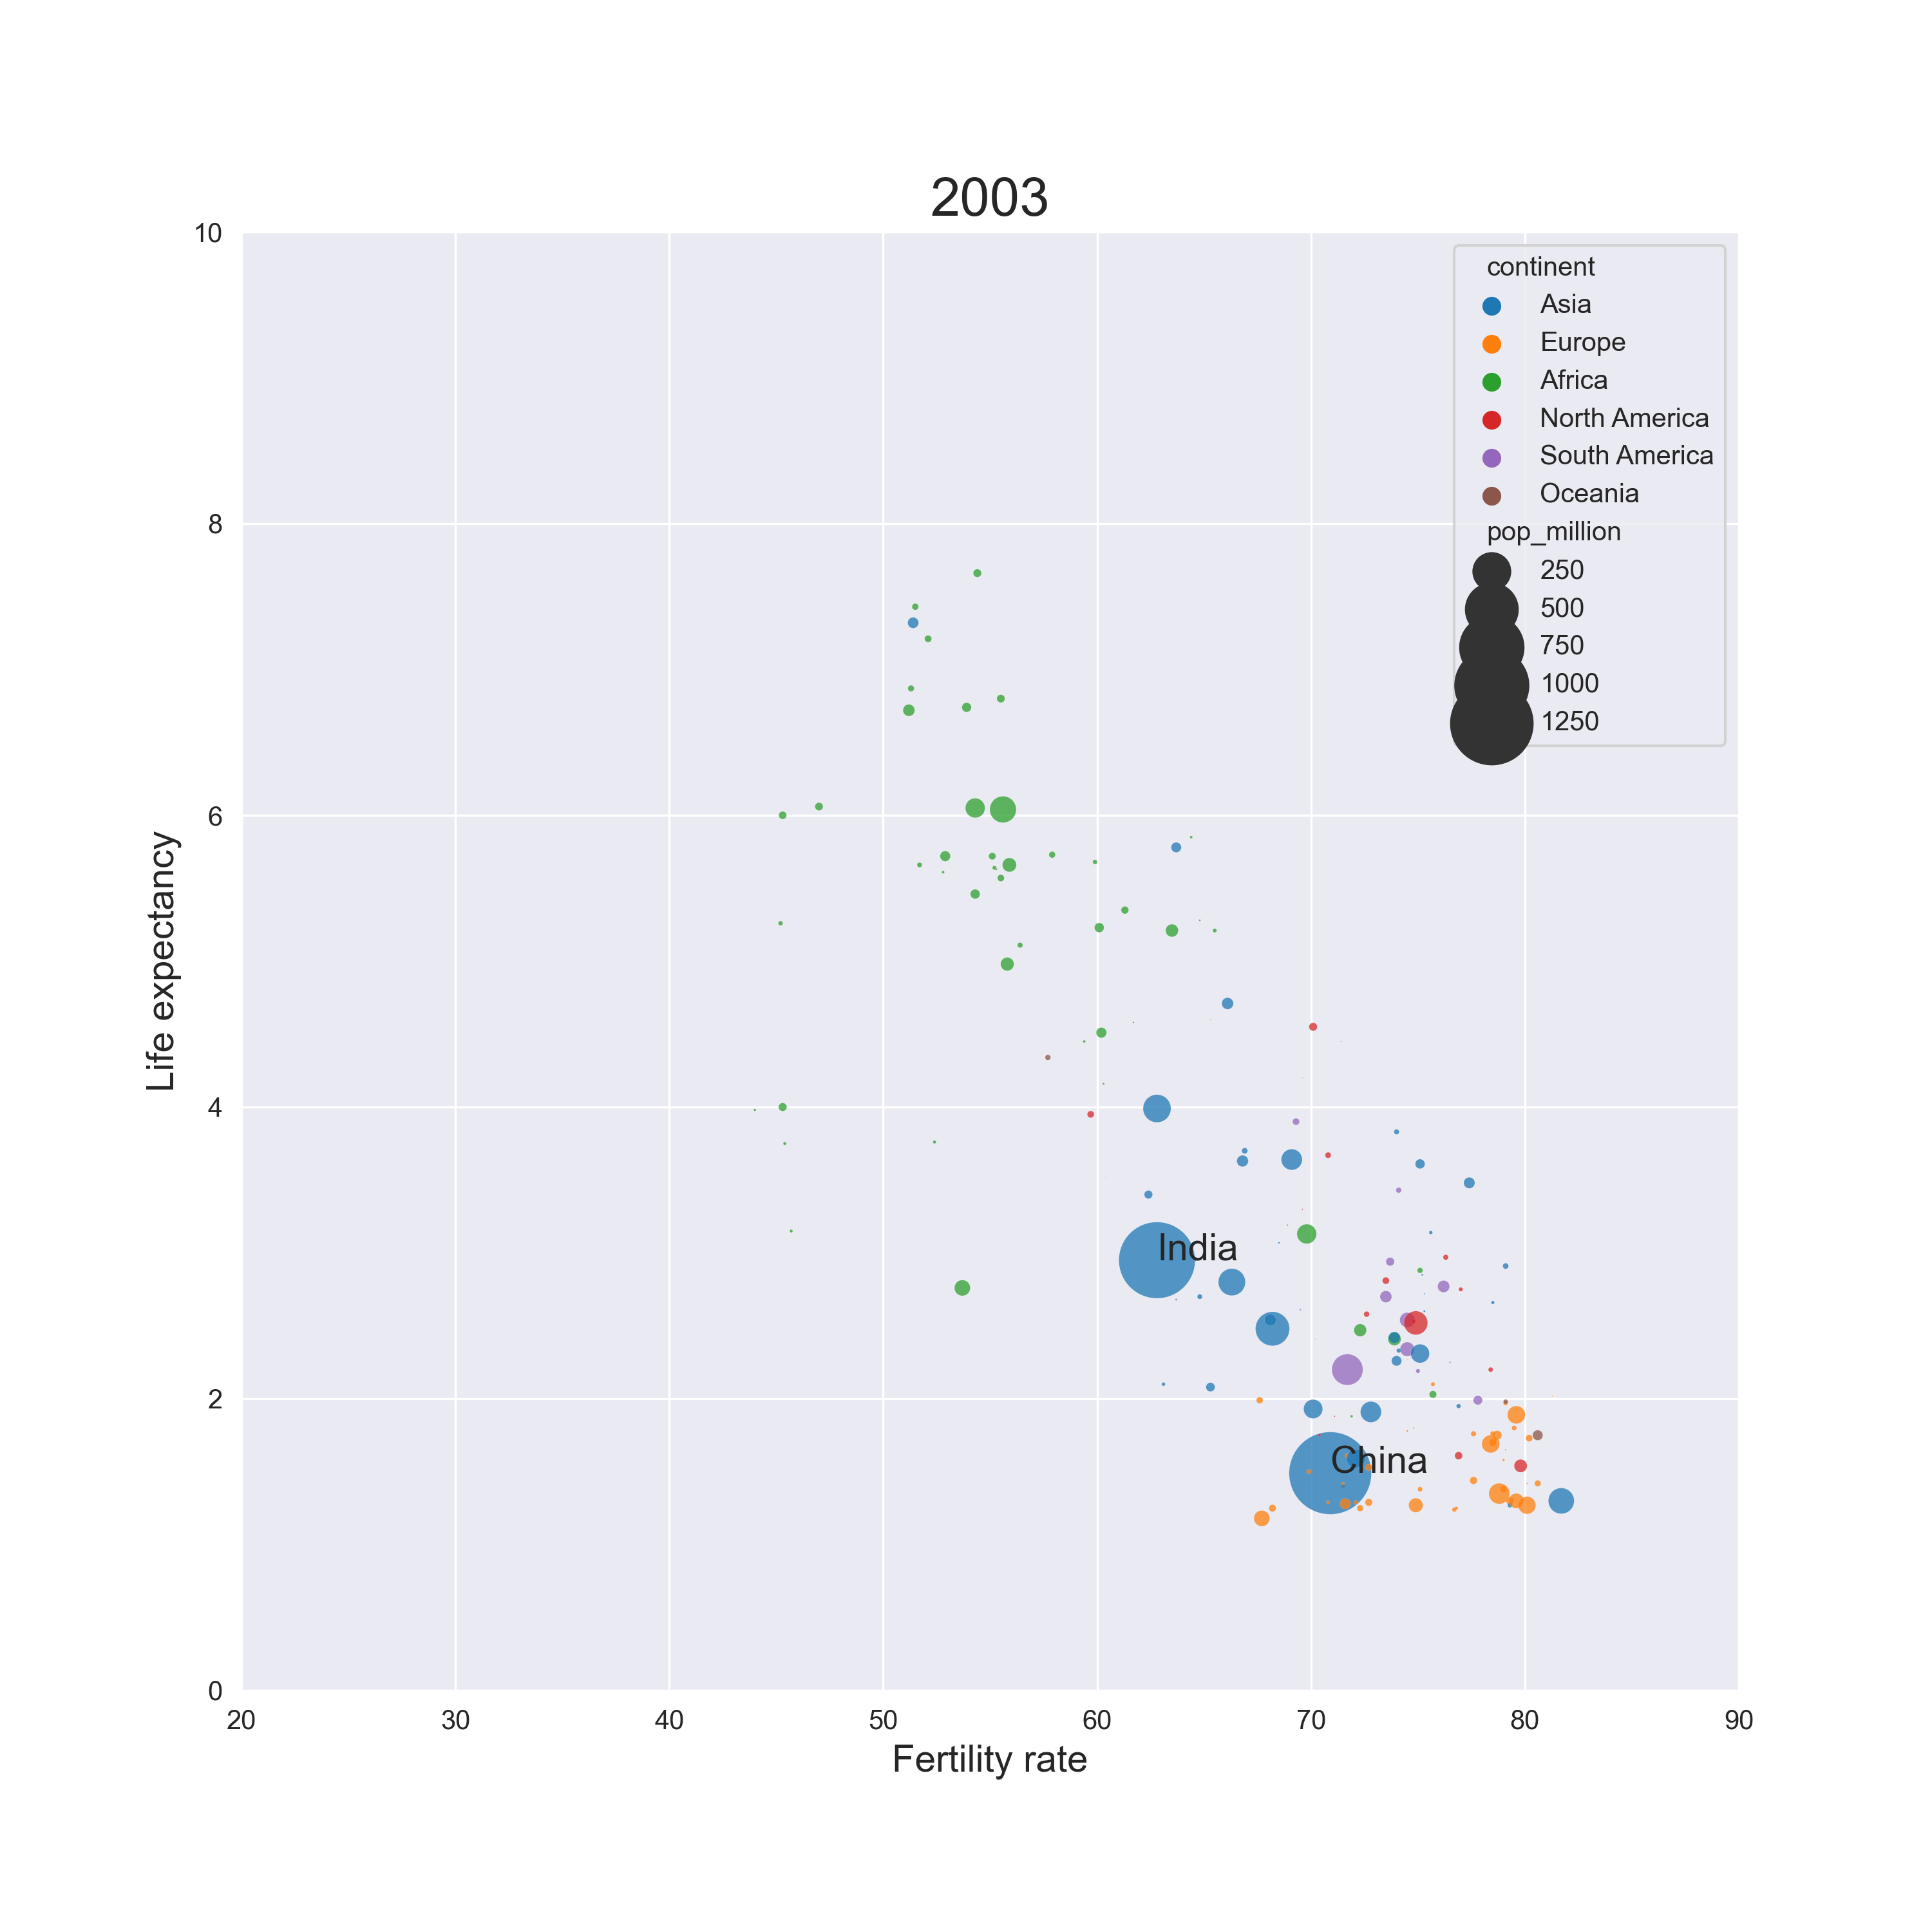 2003
10
8
6
4
2
0
Life expectancy
20 30 40 50 60 70 80 90
Fertility rate
continent
Asia
Europe
Africa
North America
South America
Oceania
pop_million
250
500
750
1000
1250
India
China